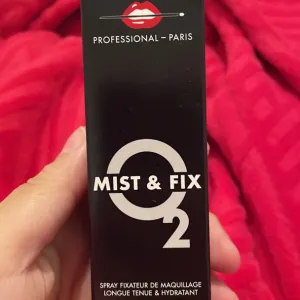 PROFESSIONAL – PARIS
O2
MIST & FIX
SPRAY FIXATEUR DE MAQUILLAGE
LONGUE TENUE & HYDRATANT